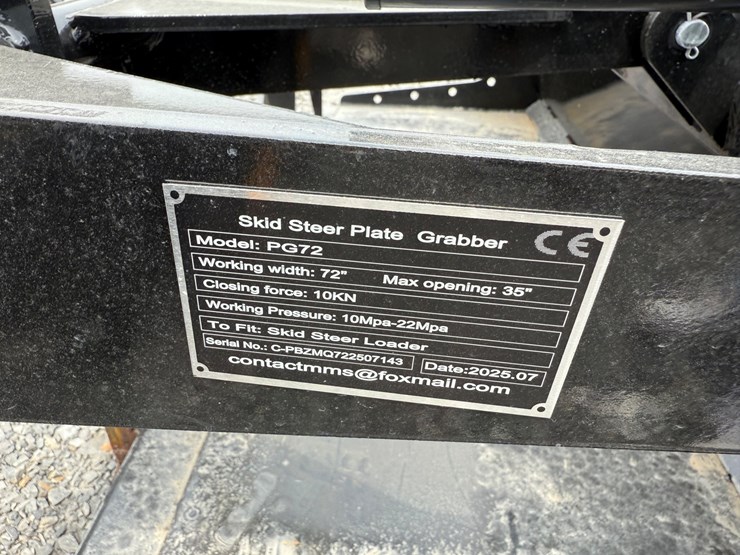 Skid Steer Plate Grabber CE
Model: PG72
Working width: 72" Max opening: 35"
Closing force: 10KN
Working Pressure: 10Mpa-22Mpa
To Fit: Skid Steer Loader
Serial No.: C-PBZMQ722507143 Date:2025.07
contactmms@foxmail.com